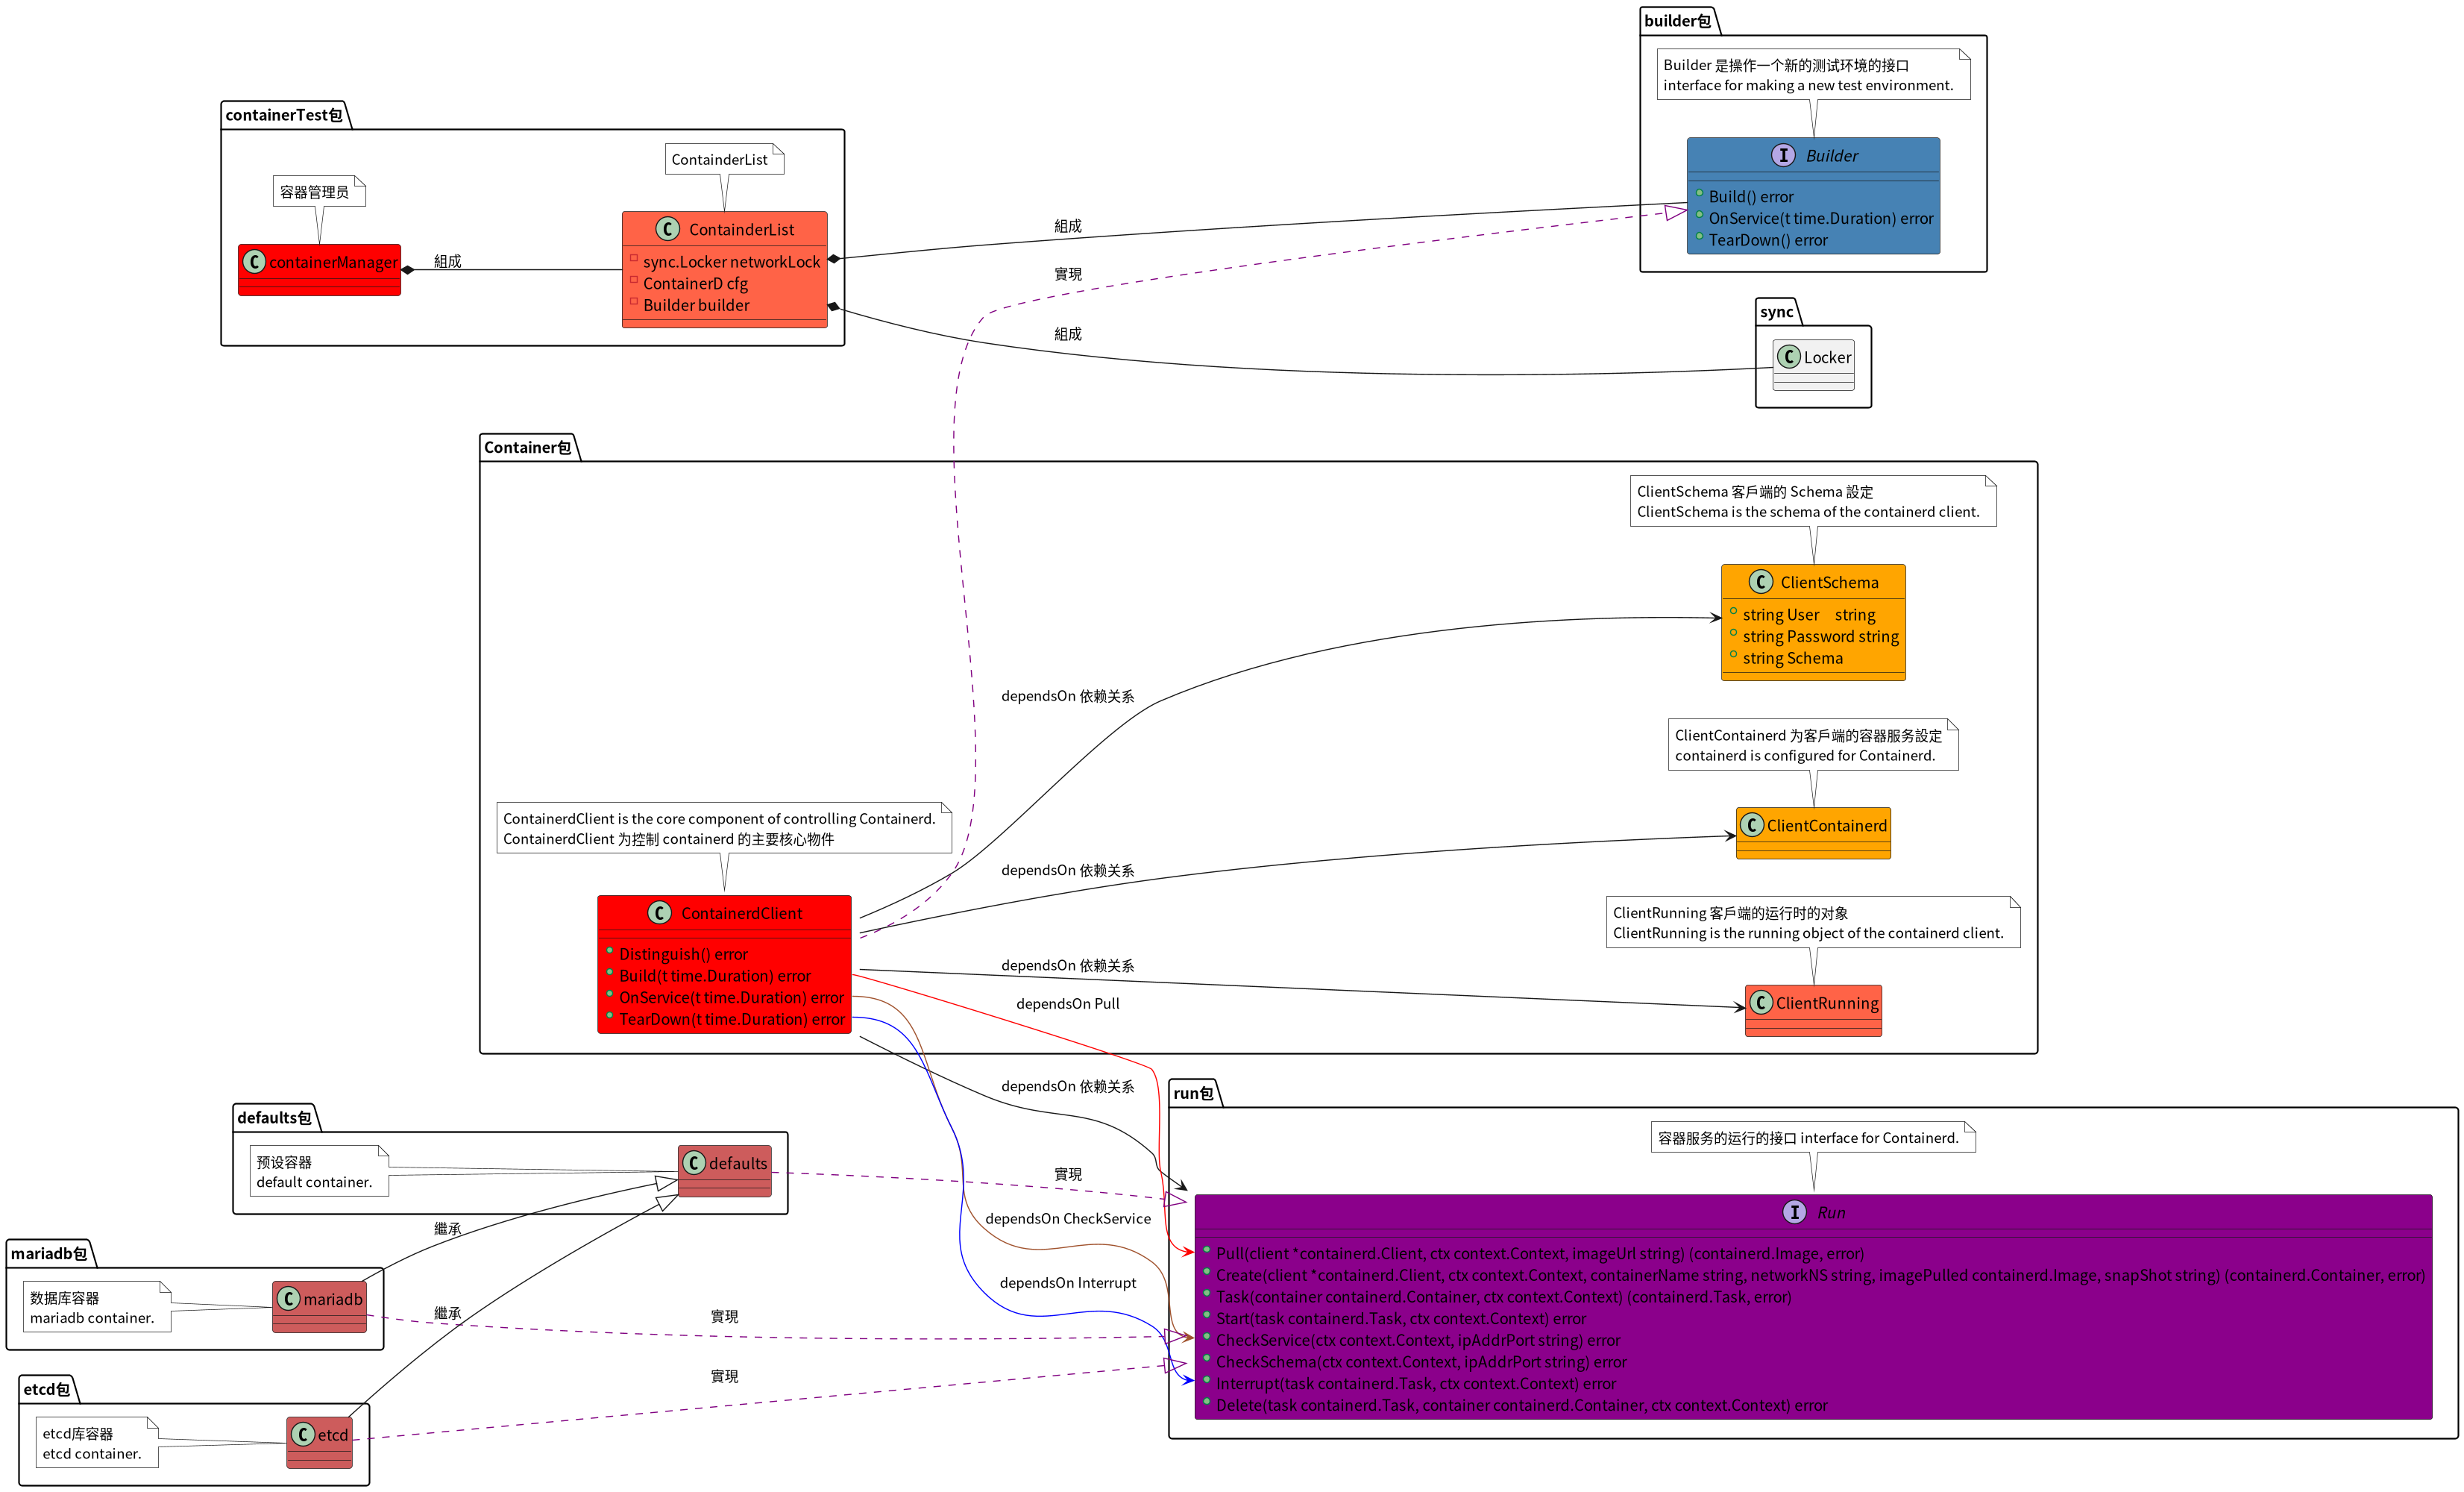 builder包
Builder 是操作一个新的测试环境的接口
interface for making a new test environment.
Builder
Build() error
OnService(t time.Duration) error
TearDown() error
containerTest包
容器管理员
containerManager
組成
ContainderList
ContainderList
sync.Locker networkLock
ContainerD cfg
Builder builder
組成
實現
組成
sync
Locker
Container包
ClientSchema 客戶端的 Schema 設定
ClientSchema is the schema of the containerd client.
ClientSchema
string User    string
string Password string
string Schema
dependsOn 依赖关系
ClientContainerd 为客戶端的容器服务設定
containerd is configured for Containerd.
ClientContainerd
dependsOn 依赖关系
ContainerdClient is the core component of controlling Containerd.
ContainerdClient 为控制 containerd 的主要核心物件
ContainerdClient
Distinguish() error
Build(t time.Duration) error
OnService(t time.Duration) error
TearDown(t time.Duration) error
ClientRunning 客戶端的运行时的对象
ClientRunning is the running object of the containerd client.
ClientRunning
dependsOn 依赖关系
dependsOn Pull
dependsOn 依赖关系
run包
容器服务的运行的接口 interface for Containerd.
Run
Pull(client *containerd.Client, ctx context.Context, imageUrl string) (containerd.Image, error)
Create(client *containerd.Client, ctx context.Context, containerName string, networkNS string, imagePulled containerd.Image, snapShot string) (containerd.Container, error)
Task(container containerd.Container, ctx context.Context) (containerd.Task, error)
Start(task containerd.Task, ctx context.Context) error
CheckService(ctx context.Context, ipAddrPort string) error
CheckSchema(ctx context.Context, ipAddrPort string) error
Interrupt(task containerd.Task, ctx context.Context) error
Delete(task containerd.Task, container containerd.Container, ctx context.Context) error
defaults包
预设容器
default container.
defaults
實現
dependsOn CheckService
dependsOn Interrupt
繼承
mariadb包
数据库容器
mariadb container.
mariadb
繼承
實現
etcd包
etcd库容器
etcd container.
etcd
實現